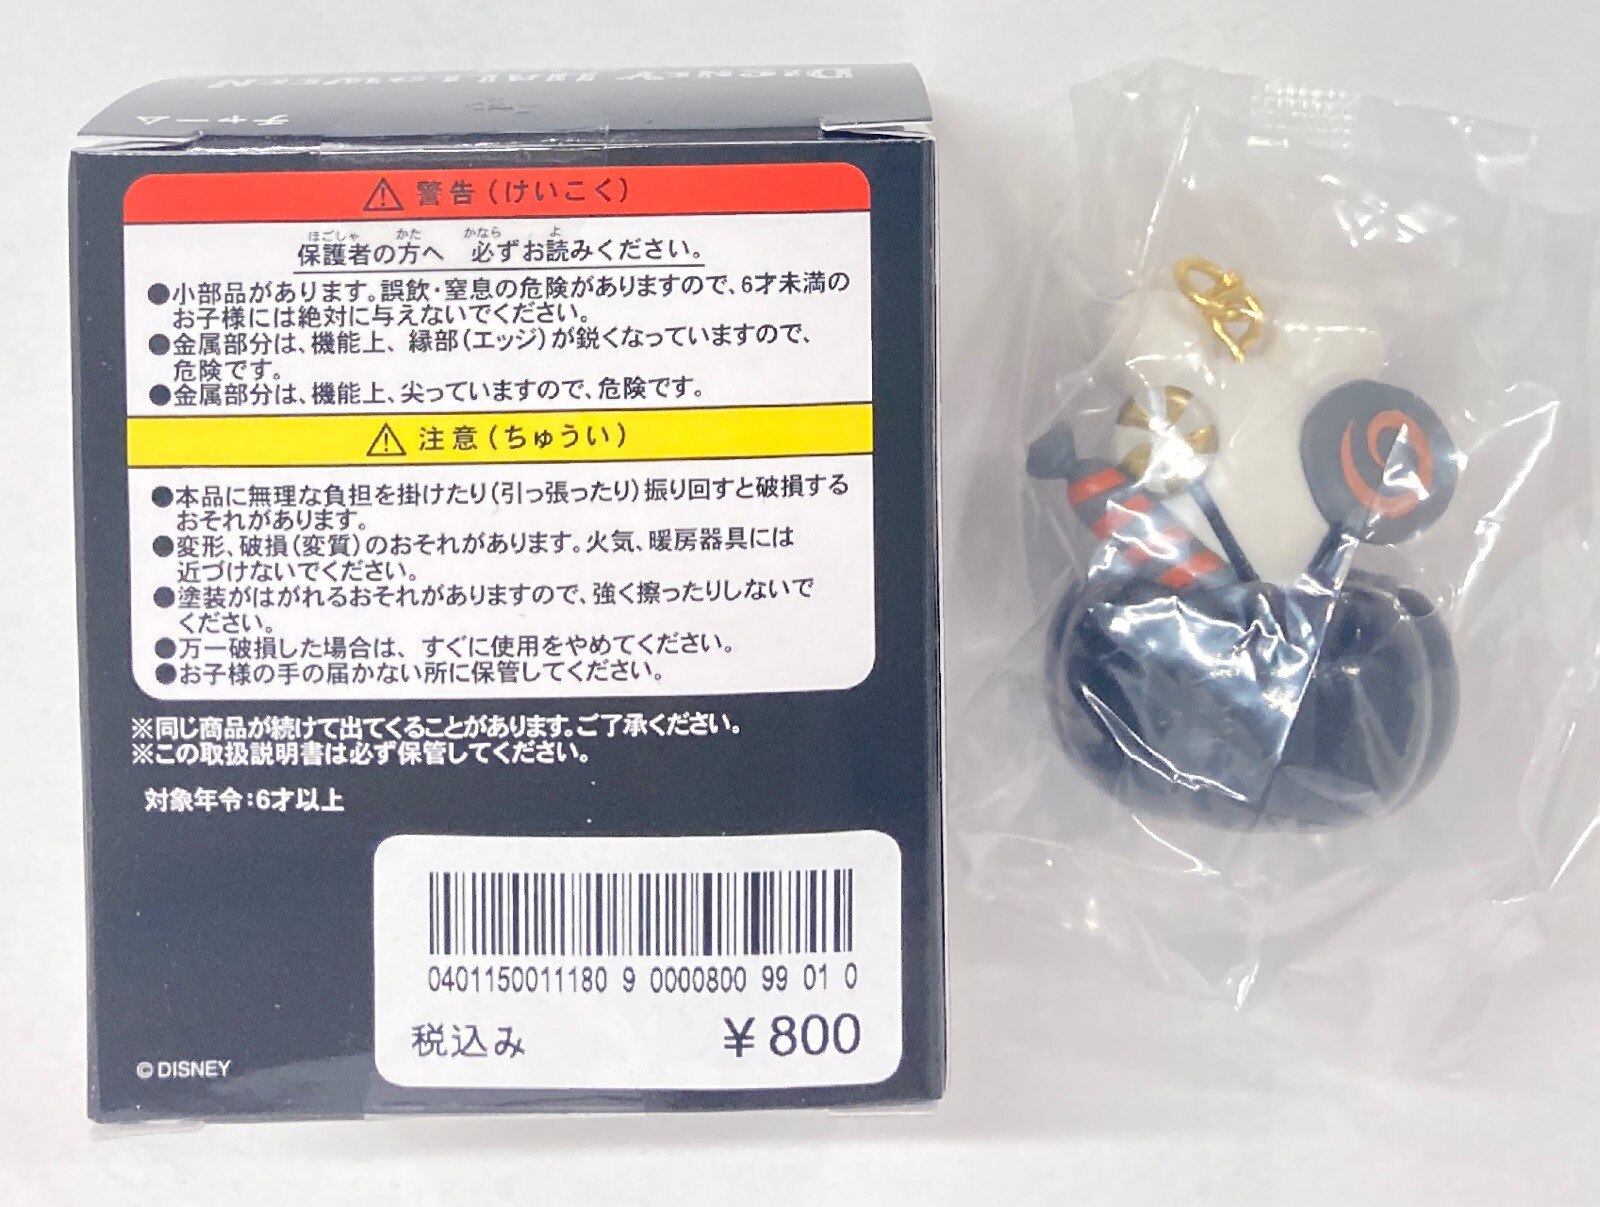 DISNEY HALLOWEEN
チャーム
警告(けいこく)
ほごしゃ かた かなら よ
保護者の方へ 必ずお読みください。
●小部品があります。誤飲・窒息の危険がありますので、6才未満の
お子様には絶対に与えないでください。
●金属部分は、機能上、縁部(エッジ)が鋭くなっていますので、
危険です。
●金属部分は、機能上、尖っていますので、危険です。
注意(ちゅうい)
●本品に無理な負担を掛けたり(引っ張ったり)振り回すと破損する
おそれがあります。
●変形、破損(変質)のおそれがあります。火気、暖房器具には
近づけないでください。
●塗装がはがれるおそれがありますので、強く擦ったりしないで
ください。
●万一破損した場合は、すぐに使用をやめてください。
●お子様の手の届かない所に保管してください。
※同じ商品が続けて出てくることがあります。ご了承ください。
※この取扱説明書は必ず保管してください。
対象年令:6才以上
0401150011180 9 0000800 99 01 0
税込み ¥800
©DISNEY